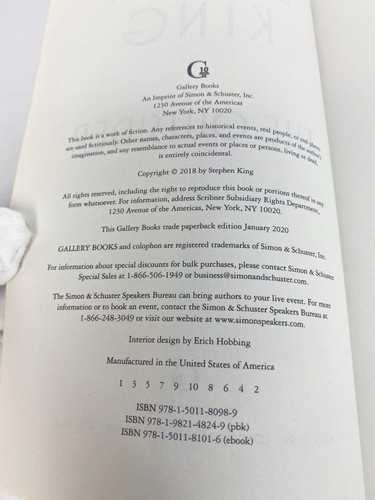 KING
G
10
Gallery Books
An Imprint of Simon & Schuster, Inc.
1230 Avenue of the Americas
New York, NY 10020
This book is a work of fiction. Any references to historical events, real people, or real places
are used fictitiously. Other names, characters, places, and events are products of the author's
imagination, and any resemblance to actual events or places or persons, living or dead,
is entirely coincidental.
Copyright © 2018 by Stephen King
All rights reserved, including the right to reproduce this book or portions thereof in any
form whatsoever. For information, address Scribner Subsidiary Rights Department,
1230 Avenue of the Americas, New York, NY 10020.
This Gallery Books trade paperback edition January 2020
GALLERY BOOKS and colophon are registered trademarks of Simon & Schuster, Inc.
For information about special discounts for bulk purchases, please contact Simon & Schuster
Special Sales at 1-866-506-1949 or business@simonandschuster.com.
The Simon & Schuster Speakers Bureau can bring authors to your live event. For more
information or to book an event, contact the Simon & Schuster Speakers Bureau at
1-866-248-3049 or visit our website at www.simonspeakers.com.
Interior design by Erich Hobbing
Manufactured in the United States of America
1 3 5 7 9 10 8 6 4 2
ISBN 978-1-5011-8098-9
ISBN 978-1-9821-4824-9 (pbk)
ISBN 978-1-5011-8101-6 (ebook)